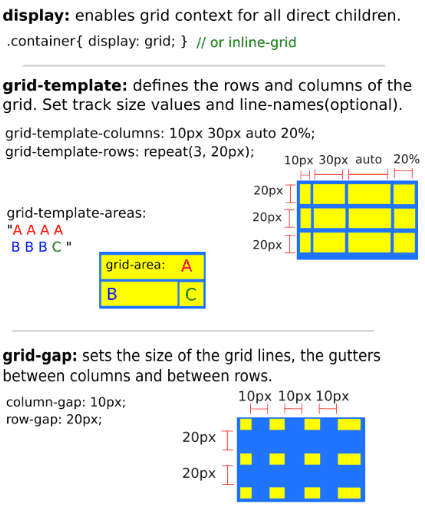 display: enables grid context for all direct children.
.container{ display: grid; } // or inline-grid
grid-template: defines the rows and columns of the
grid. Set track size values and line-names(optional).
grid-template-columns: 10px 30px auto 20%;
grid-template-rows: repeat(3, 20px);
10px 30px auto 20%
20px
20px
20px
grid-template-areas:
"A A A A
B B B C "
grid-area: A
B C
grid-gap: sets the size of the grid lines, the gutters
between columns and between rows.
column-gap: 10px;
row-gap: 20px;
10px 10px 10px
20px
20px